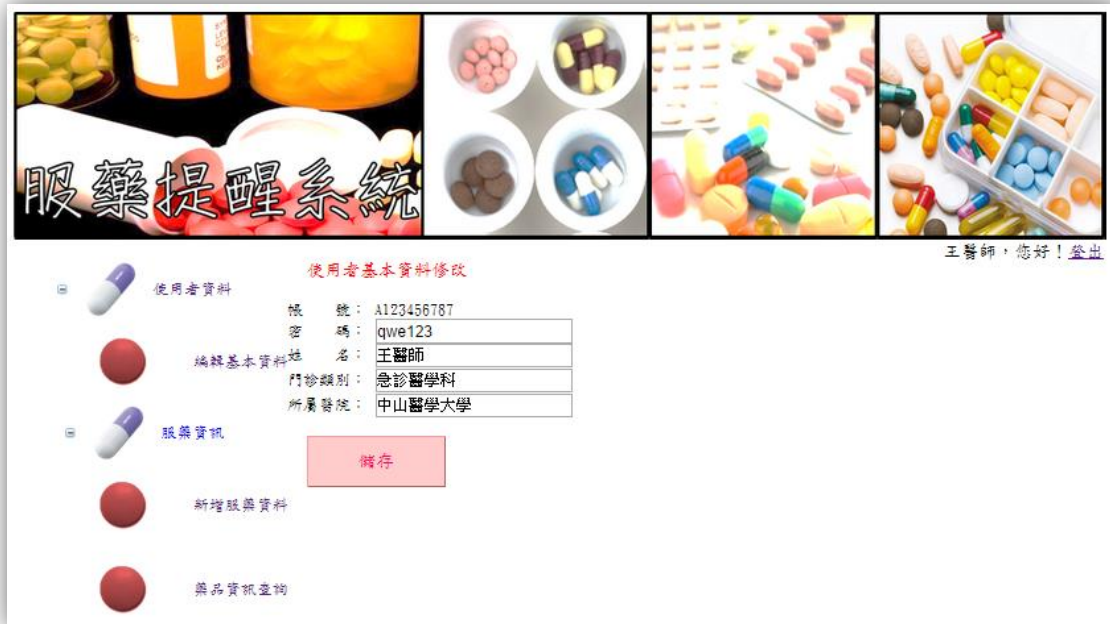 服藥提醒系統
王醫師,您好!登出
使用者資料
編輯基本資料
服藥資訊
新增服藥資料
藥品資訊查詢
使用者基本資料修改
帳 號: A123456787
密 碼: qwe123
姓 名: 王醫師
門診類別: 急診醫學科
所屬醫院: 中山醫學大學
儲存